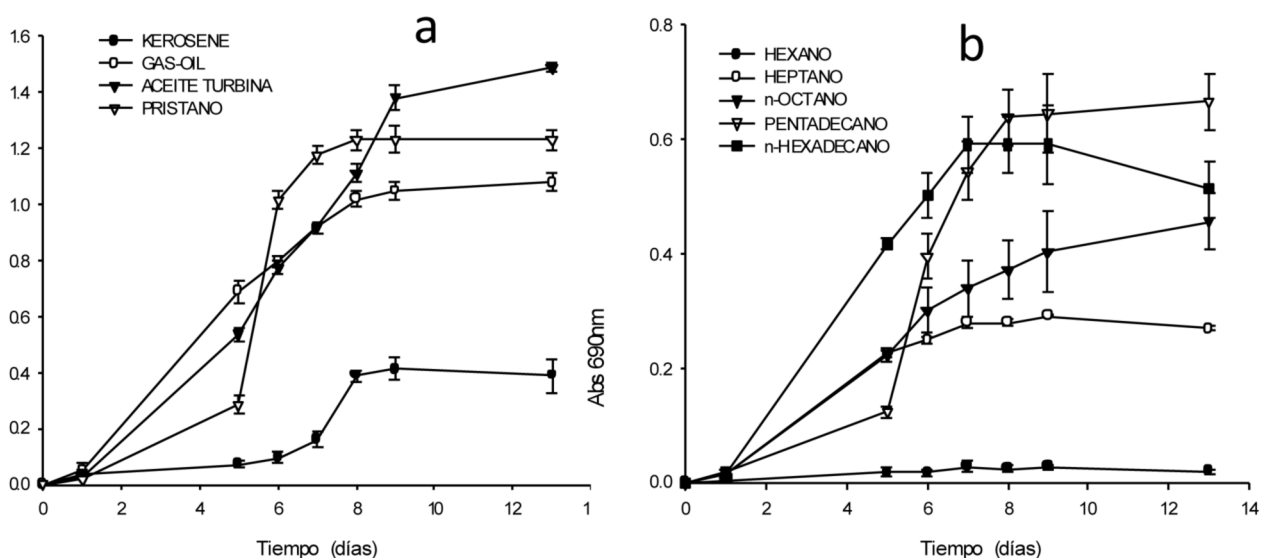 a
KEROSENE
GAS-OIL
ACEITE TURBINA
PRISTANO
1.6
1.4
1.2
1.0
0.8
0.6
0.4
0.2
0.0
0 2 4 6 8 10 12 1
Tiempo (días)
b
HEXANO
HEPTANO
n-OCTANO
PENTADECANO
n-HEXADECANO
Abs 690nm
0.8
0.6
0.4
0.2
0.0
0 2 4 6 8 10 12 14
Tiempo (días)